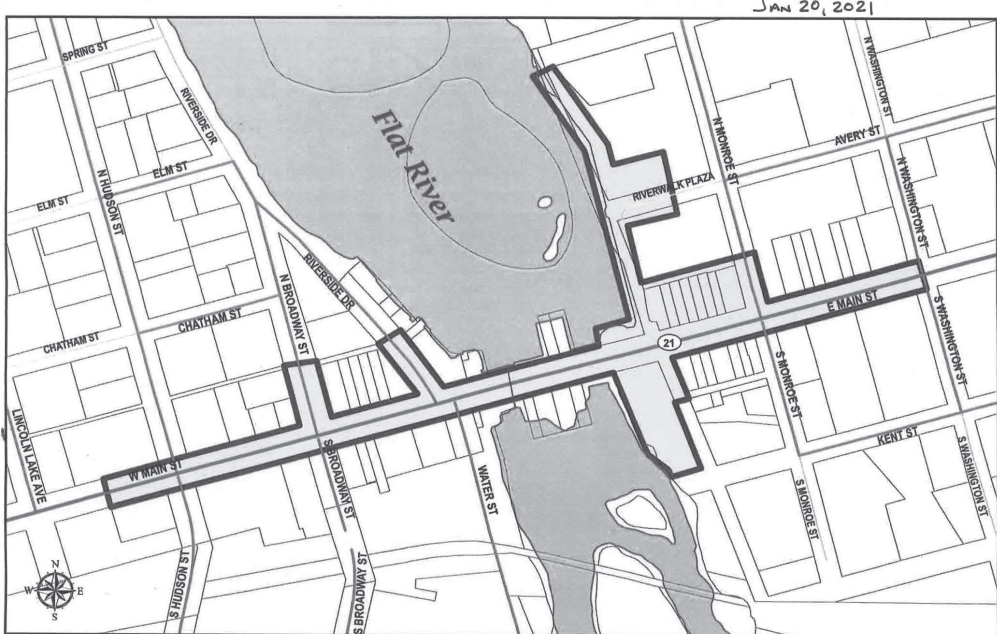 JAN 20, 2021
SPRING ST
RIVERSIDE DR
N WASHINGTON ST
AVERY ST
N MONROE ST
Flat River
ELM ST
ELM ST
N HUDSON ST
RIVERWALK PLAZA
N WASHINGTON ST
RIVERSIDE DR
N BROADWAY ST
E MAIN ST
CHATHAM ST
CHATHAM ST
21
S WASHINGTON ST
S MONROE ST
LINCOLN LAKE AVE
W MAIN ST
S BROADWAY ST
KENT ST
S WASHINGTON ST
WATER ST
S MONROE ST
N
W E
S
S HUDSON ST
S BROADWAY ST